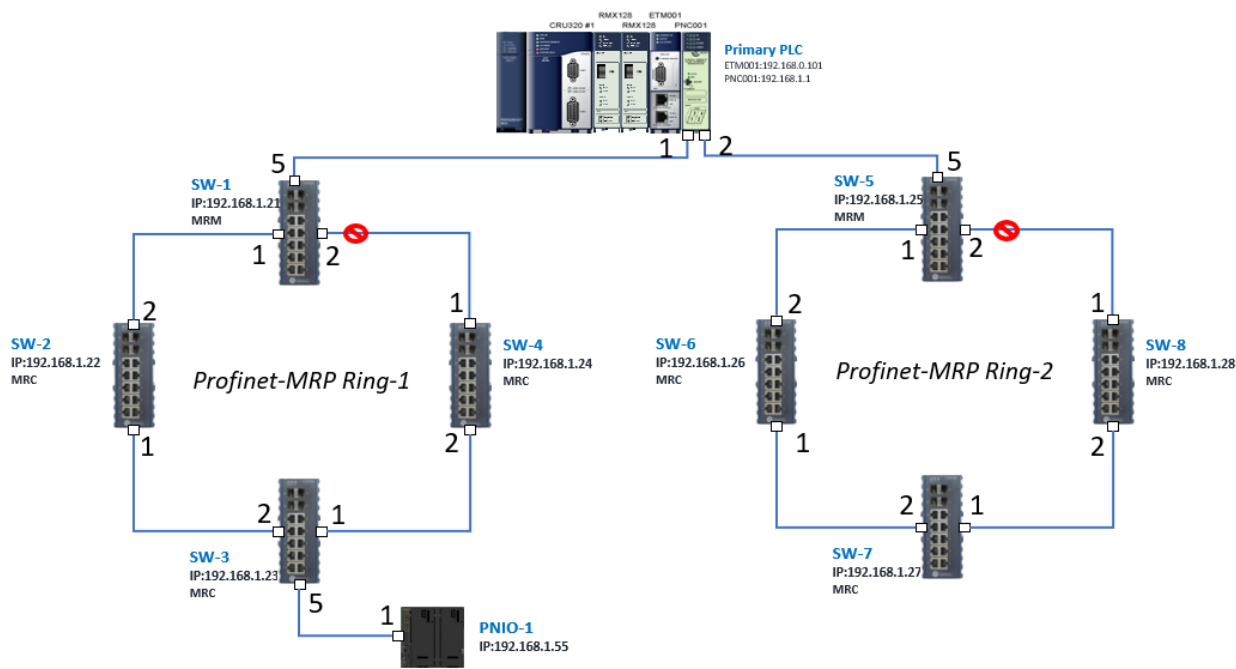 RMX128 ETM001
CRU320 #1 RMX128 PNC001
Primary PLC
ETM001:192.168.0.101
PNC001:192.168.1.1
1 2
5 5
SW-1
IP:192.168.1.21
MRM
SW-5
IP:192.168.1.25
MRM
1 2
1 2
2 1
2 1
SW-2
IP:192.168.1.22
MRC
Profinet-MRP Ring-1
SW-4
IP:192.168.1.24
MRC
SW-6
IP:192.168.1.26
MRC
Profinet-MRP Ring-2
SW-8
IP:192.168.1.28
MRC
1 2
1 2
2 1
2 1
SW-3
IP:192.168.1.23
MRC
SW-7
IP:192.168.1.27
MRC
5
1
PNIO-1
IP:192.168.1.55